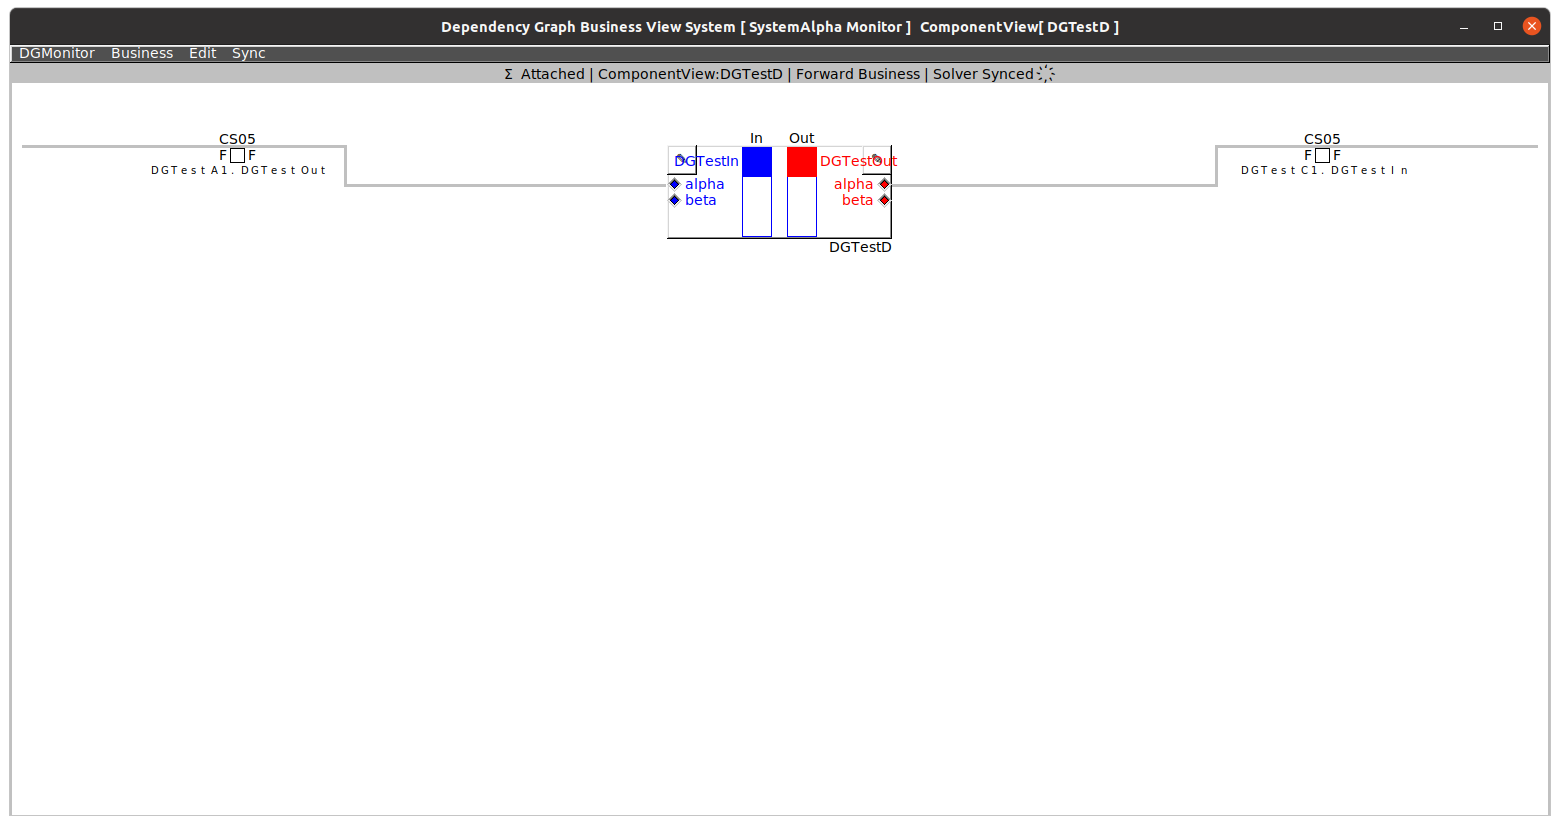 Dependency Graph Business View System [ SystemAlpha Monitor ] ComponentView[ DGTestD ]
DGMonitor Business Edit Sync
Σ Attached | ComponentView:DGTestD | Forward Business | Solver Synced
CS05
F F
DGTestA1.DGTestOut
In Out
DGTestIn DGTestOut
alpha alpha
beta beta
DGTestD
CS05
F F
DGTestC1.DGTestIn